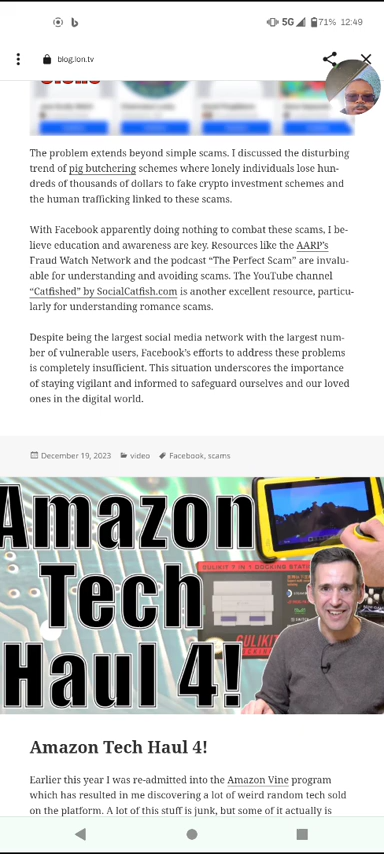 5G 71% 12:49
blog.lon.tv
The problem extends beyond simple scams. I discussed the disturbing
trend of pig butchering schemes where lonely individuals lose hun-
dreds of thousands of dollars to fake crypto investment schemes and
the human trafficking linked to these scams.
With Facebook apparently doing nothing to combat these scams, I be-
lieve education and awareness are key. Resources like the AARP's
Fraud Watch Network and the podcast “The Perfect Scam” are invalu-
able for understanding and avoiding scams. The YouTube channel
“Catfished” by SocialCatfish.com is another excellent resource, particu-
larly for understanding romance scams.
Despite being the largest social media network with the largest num-
ber of vulnerable users, Facebook's efforts to address these problems
is completely insufficient. This situation underscores the importance
of staying vigilant and informed to safeguard ourselves and our loved
ones in the digital world.
December 19, 2023 video Facebook, scams
Amazon
Tech
Haul 4!
GULIKIT 7 IN 1 DOCKING STATI
GULIKIT
Amazon Tech Haul 4!
Earlier this year I was re-admitted into the Amazon Vine program
which has resulted in me discovering a lot of weird random tech sold
on the platform. A lot of this stuff is junk, but some of it actually is